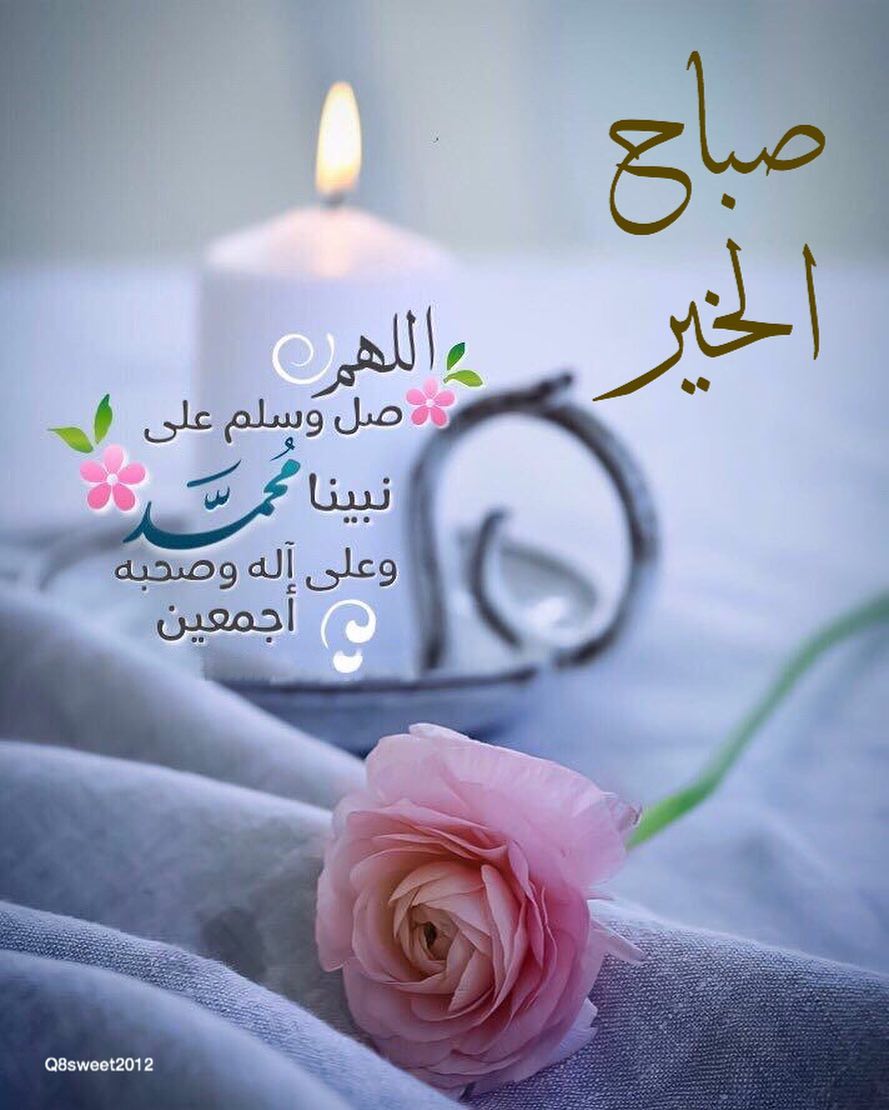 صباح
الخير
اللهم
صل وسلم على
نبينا مُحمَّد
وعلى آله وصحبه
أجمعين
Q8sweet2012